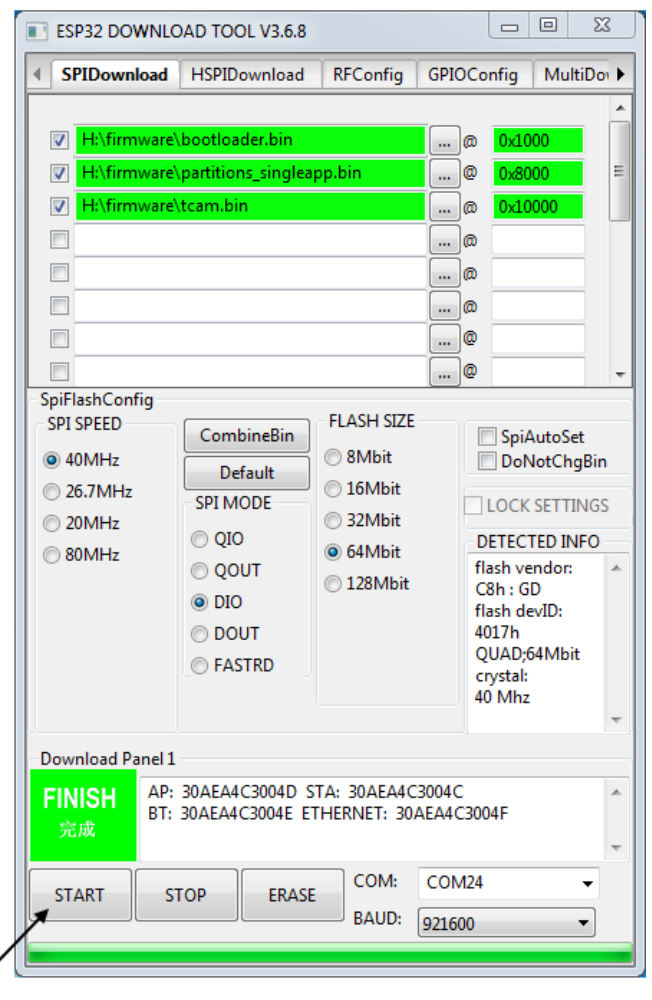 ESP32 DOWNLOAD TOOL V3.6.8
SPIDownload HSPIDownload RFConfig GPIOConfig
H:\firmware\bootloader.bin ... @ 0x1000
H:\firmware\partitions_singleapp.bin ... @ 0x8000
H:\firmware\tcam.bin ... @ 0x10000
... @
... @
... @
... @
... @
SpiFlashConfig
SPI SPEED
40MHz
26.7MHz
20MHz
80MHz
CombineBin
Default
SPI MODE
QIO
QOUT
DIO
DOUT
FASTRD
FLASH SIZE
8Mbit
16Mbit
32Mbit
64Mbit
128Mbit
SpiAutoSet
DoNotChgBin
LOCK SETTINGS
DETECTED INFO
flash vendor:
C8h : GD
flash devID:
4017h
QUAD;64Mbit
crystal:
40 Mhz
Download Panel 1
FINISH
完成
AP: 30AEA4C3004D STA: 30AEA4C3004C
BT: 30AEA4C3004E ETHERNET: 30AEA4C3004F
START STOP ERASE
COM: COM24
BAUD: 921600